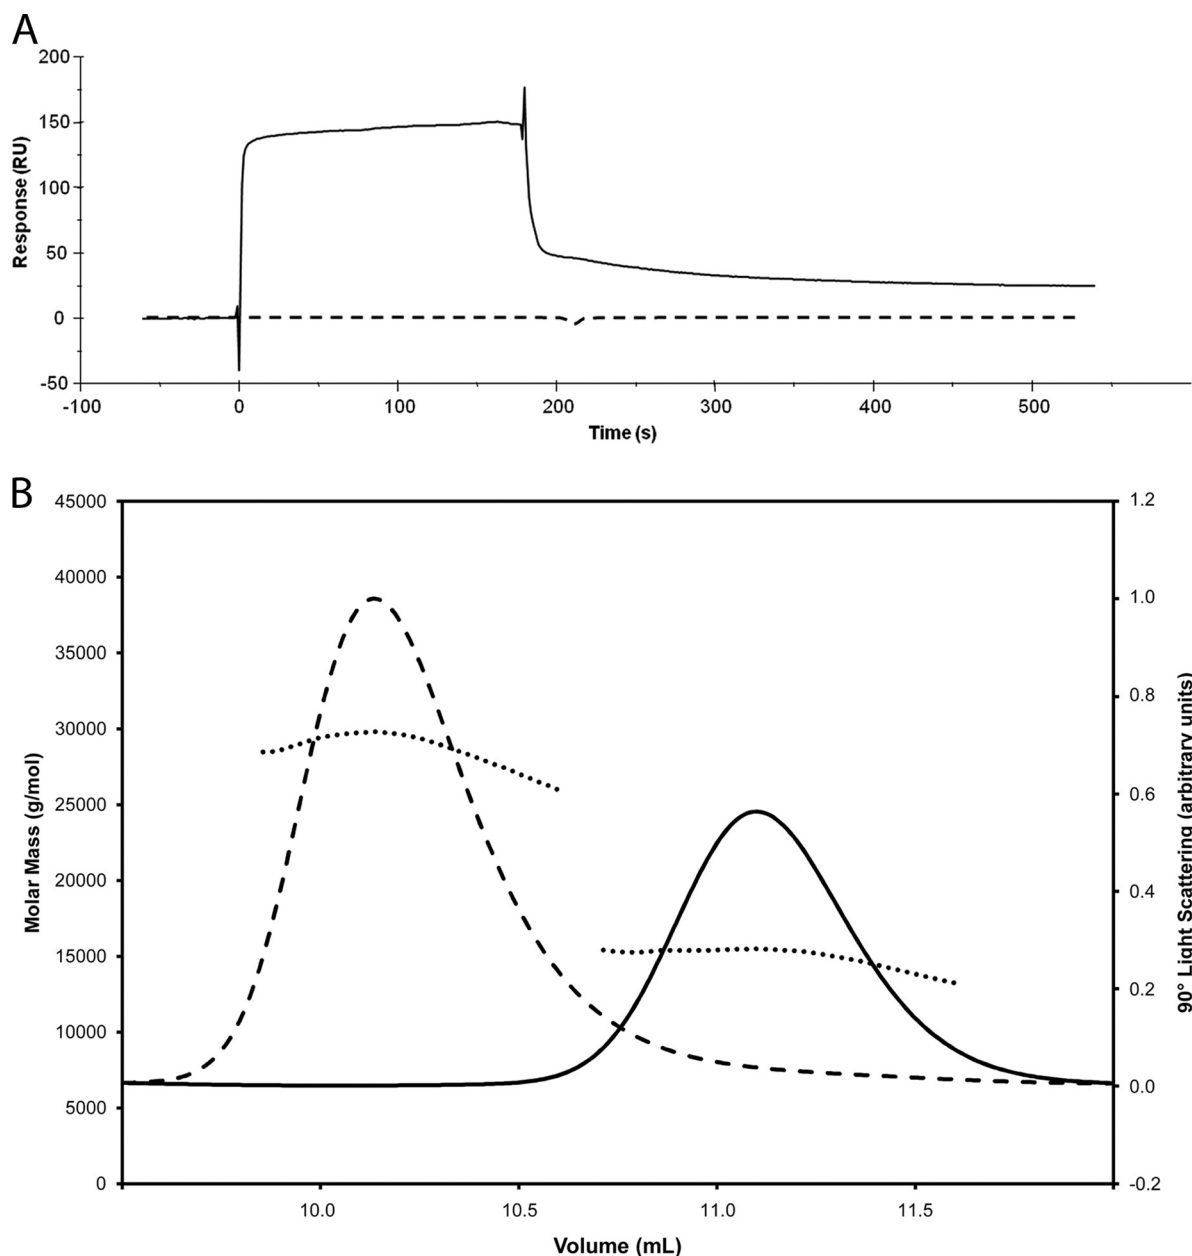 A
200
150
100
50
0
-50
Response (RU)
-100 0 100 200 300 400 500
Time (s)
B
45000
40000
35000
30000
25000
20000
15000
10000
5000
0
Molar Mass (g/mol)
1.2
1.0
0.8
0.6
0.4
0.2
0.0
-0.2
90° Light Scattering (arbitrary units)
10.0 10.5 11.0 11.5
Volume (mL)